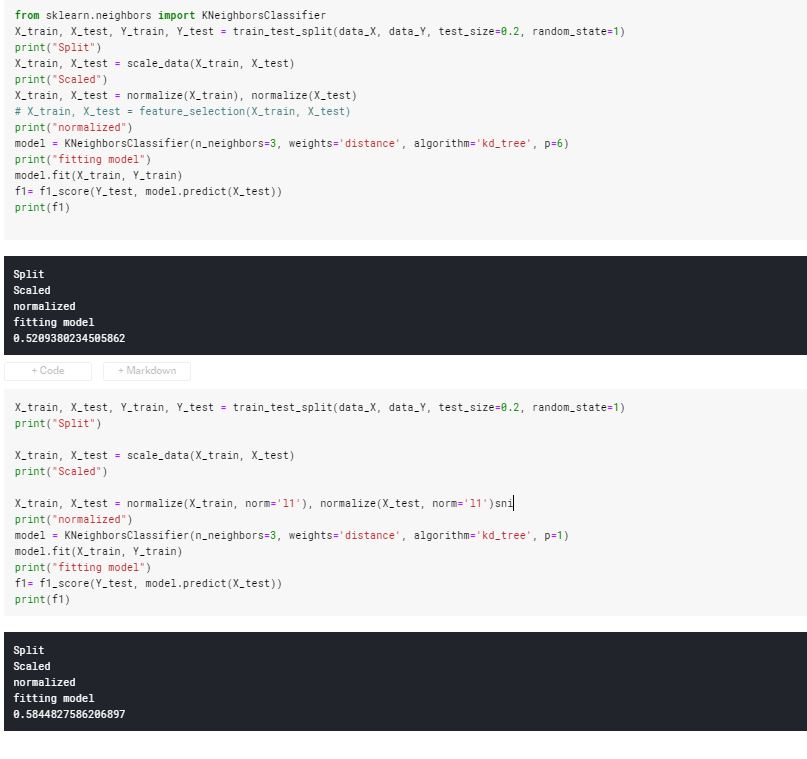 from sklearn.neighbors import KNeighborsClassifier
X_train, X_test, Y_train, Y_test = train_test_split(data_X, data_Y, test_size=0.2, random_state=1)
print("Split")
X_train, X_test = scale_data(X_train, X_test)
print("Scaled")
X_train, X_test = normalize(X_train), normalize(X_test)
# X_train, X_test = feature_selection(X_train, X_test)
print("normalized")
model = KNeighborsClassifier(n_neighbors=3, weights='distance', algorithm='kd_tree', p=6)
print("fitting model")
model.fit(X_train, Y_train)
f1= f1_score(Y_test, model.predict(X_test))
print(f1)
Split
Scaled
normalized
fitting model
0.5209380234505862
+ Code + Markdown
X_train, X_test, Y_train, Y_test = train_test_split(data_X, data_Y, test_size=0.2, random_state=1)
print("Split")
X_train, X_test = scale_data(X_train, X_test)
print("Scaled")
X_train, X_test = normalize(X_train, norm='l1'), normalize(X_test, norm='l1')sni
print("normalized")
model = KNeighborsClassifier(n_neighbors=3, weights='distance', algorithm='kd_tree', p=1)
model.fit(X_train, Y_train)
print("fitting model")
f1= f1_score(Y_test, model.predict(X_test))
print(f1)
Split
Scaled
normalized
fitting model
0.5844827586206897